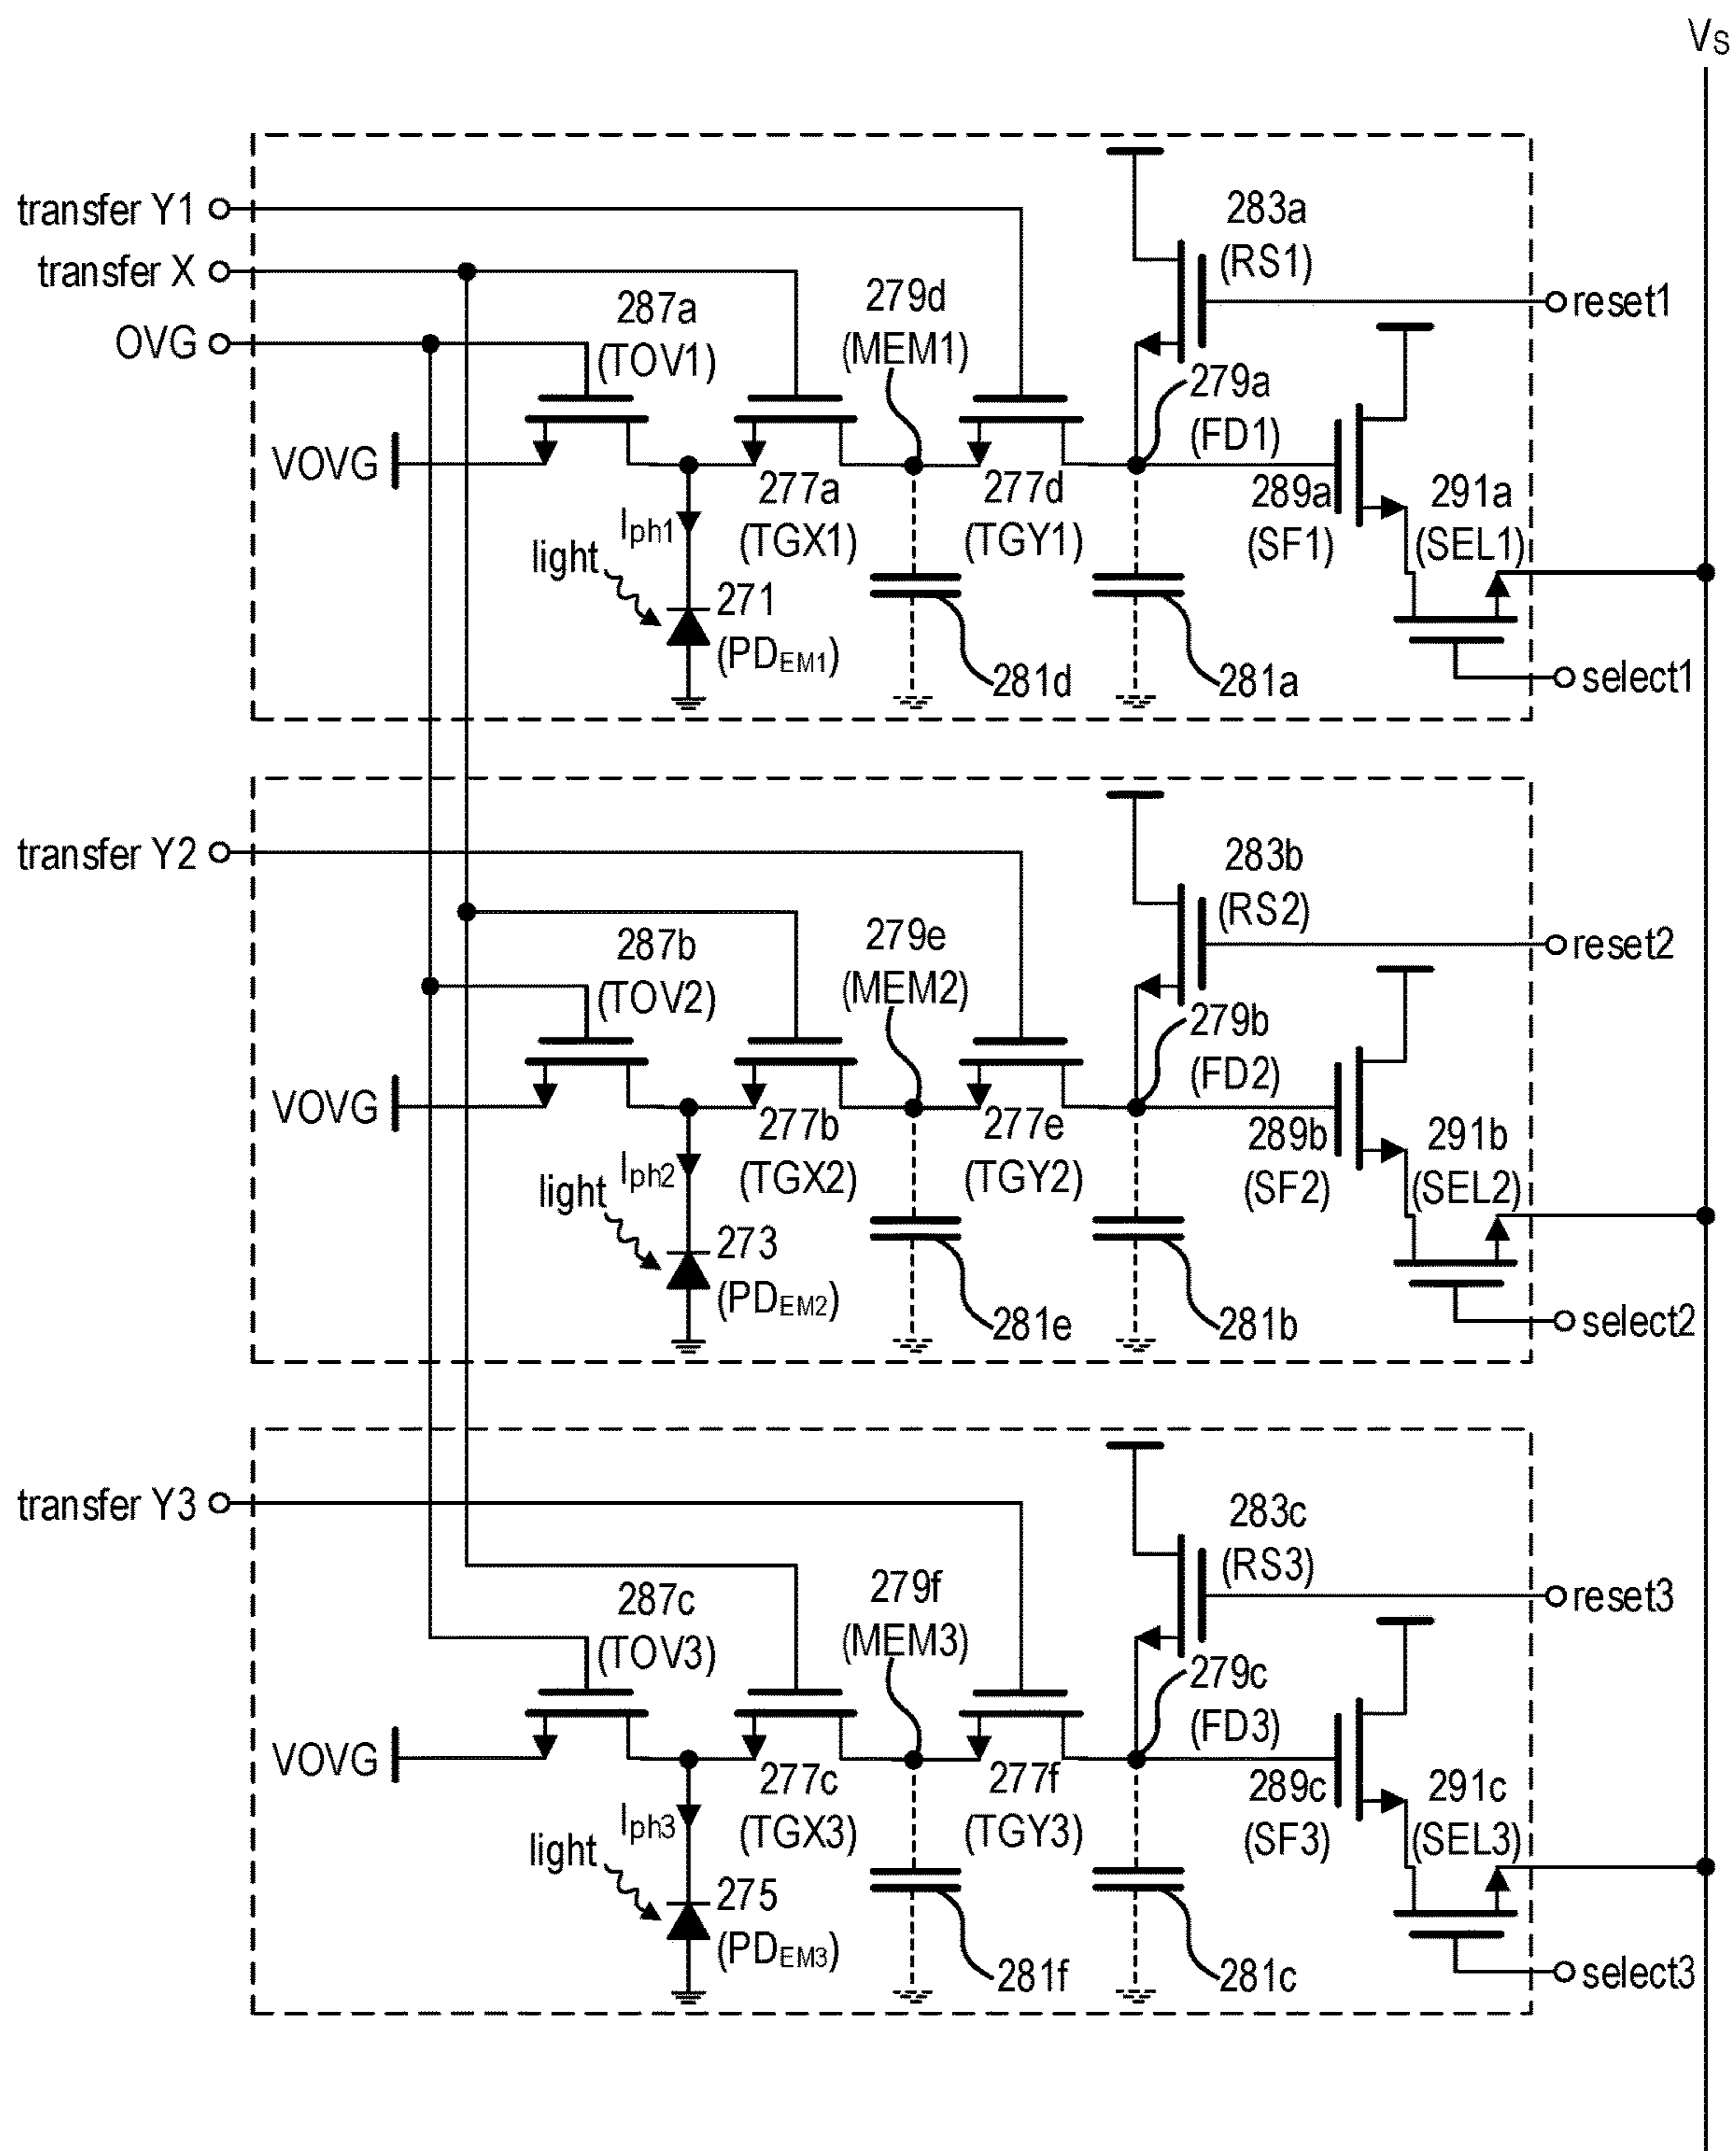 VS
transfer Y1
transfer X
OVG
287a
(TOV1)
279d
(MEM1)
283a
(RS1)
reset1
279a
(FD1)
VOVG
277a
(TGX1)
277d
(TGY1)
289a
(SF1)
291a
(SEL1)
Iph1
light
271
(PDEM1)
281d
281a
select1
transfer Y2
287b
(TOV2)
279e
(MEM2)
283b
(RS2)
reset2
279b
(FD2)
VOVG
277b
(TGX2)
277e
(TGY2)
289b
(SF2)
291b
(SEL2)
Iph2
light
273
(PDEM2)
281e
281b
select2
transfer Y3
287c
(TOV3)
279f
(MEM3)
283c
(RS3)
reset3
279c
(FD3)
VOVG
277c
(TGX3)
277f
(TGY3)
289c
(SF3)
291c
(SEL3)
Iph3
light
275
(PDEM3)
281f
281c
select3